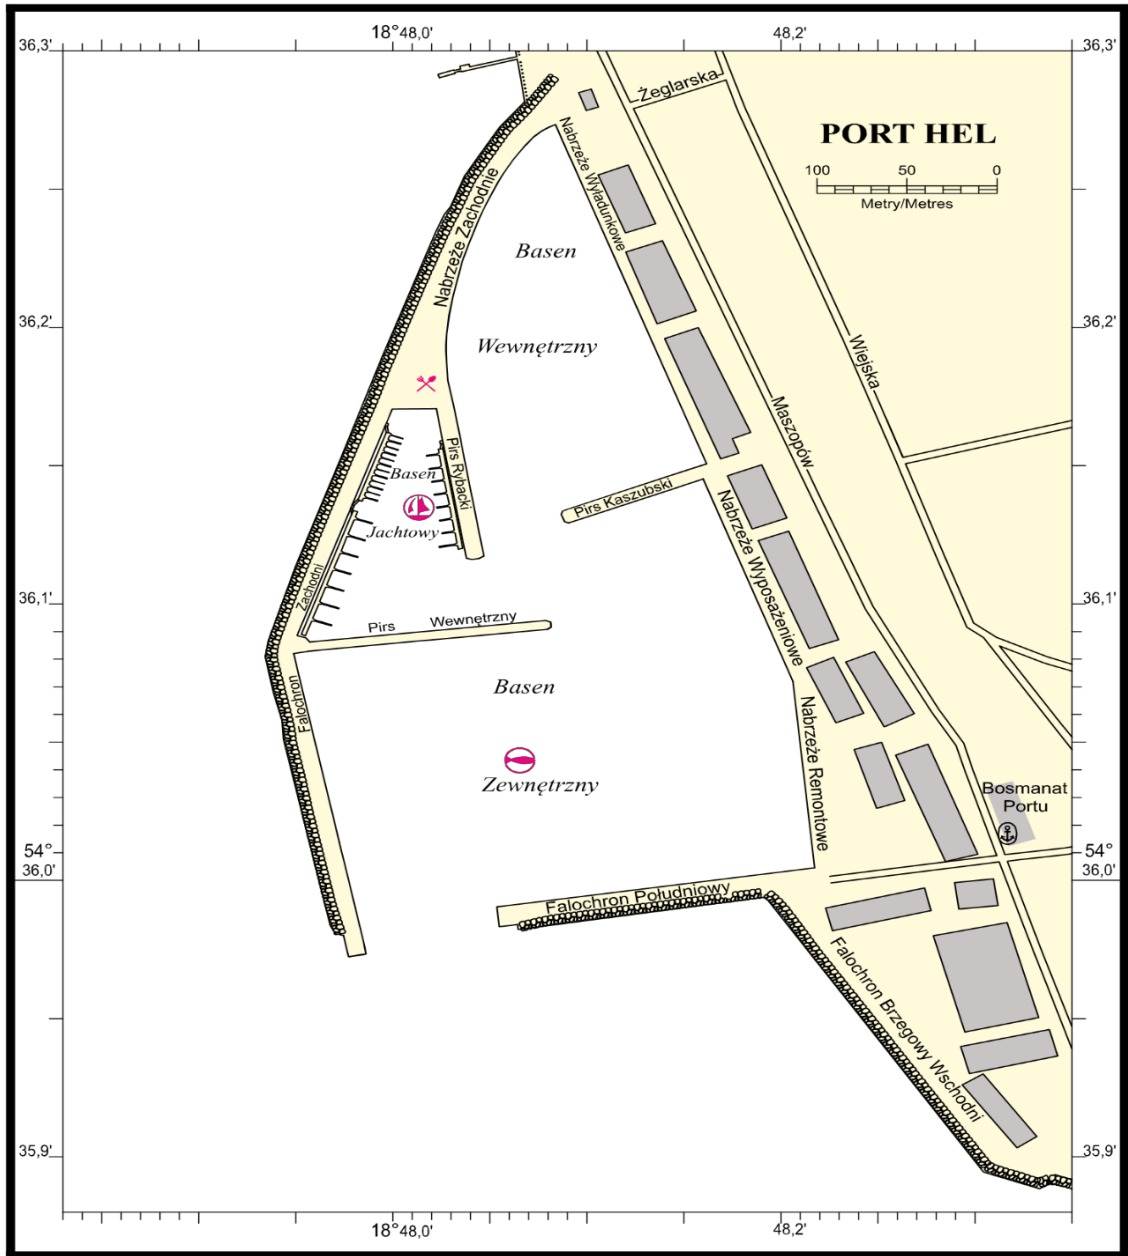 18°48,0'
48,2'
36,3'
36,3'
Żeglarska
PORT HEL
100 50 0
Metry/Metres
Nabrzeże Wyładunkowe
Nabrzeże Zachodnie
Basen
Wewnętrzny
36,2'
36,2'
Wiejska
Maszopów
Pirs Rybacki
Basen
Jachtowy
Pirs Kaszubski
Nabrzeże Wyposażeniowe
Zachodni
36,1'
36,1'
Pirs Wewnętrzny
Falochron
Basen
Zewnętrzny
Nabrzeże Remontowe
Bosmanat
Portu
54°
36,0'
54°
36,0'
Falochron Południowy
Falochron Brzegowy Wschodni
35,9'
35,9'
18°48,0'
48,2'